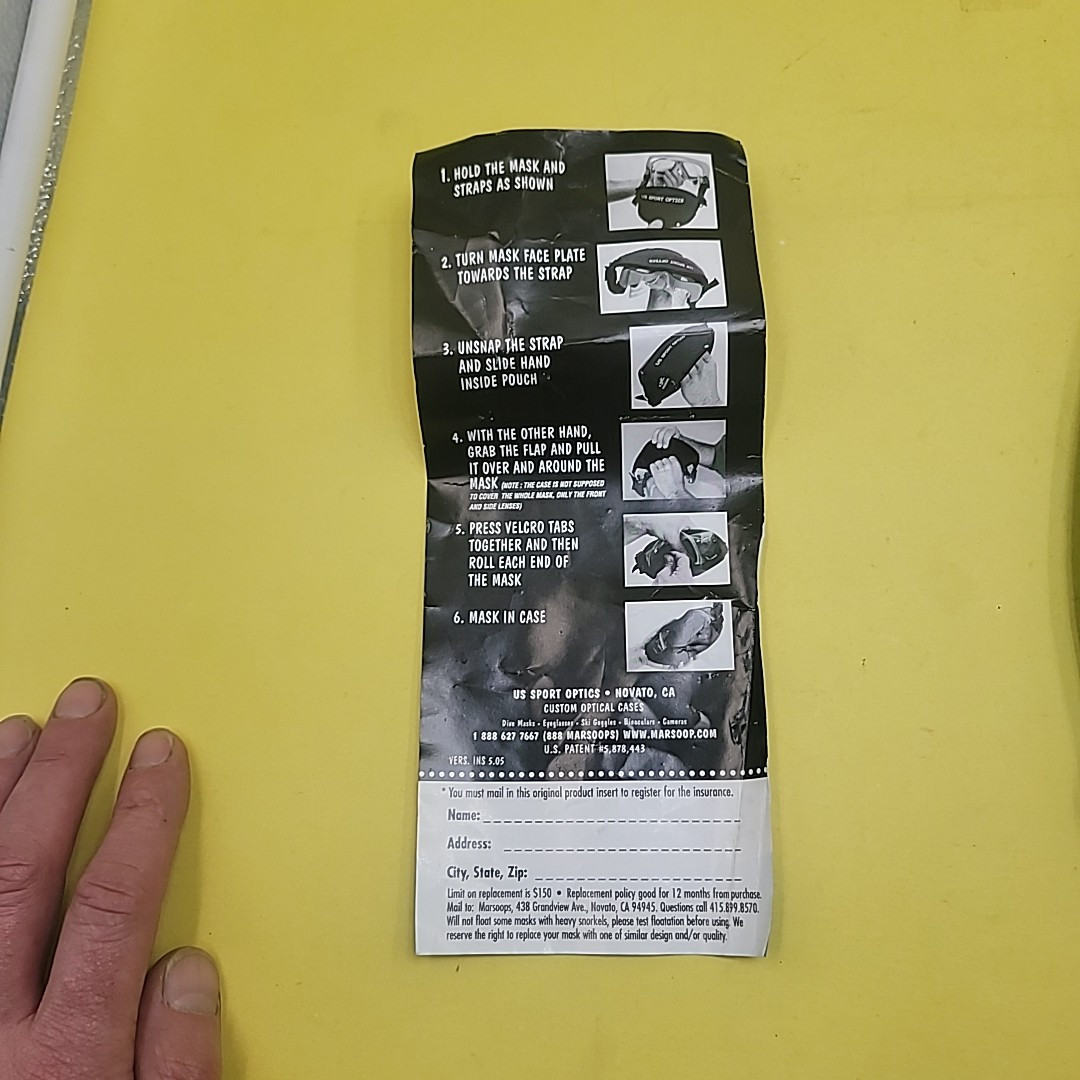 1. HOLD THE MASK AND
STRAPS AS SHOWN
US SPORT OPTICS
2. TURN MASK FACE PLATE
TOWARDS THE STRAP
3. UNSNAP THE STRAP
AND SLIDE HAND
INSIDE POUCH
4. WITH THE OTHER HAND,
GRAB THE FLAP AND PULL
IT OVER AND AROUND THE
MASK (NOTE : THE CASE IS NOT SUPPOSED
TO COVER THE WHOLE MASK, ONLY THE FRONT
AND SIDE LENSES)
5. PRESS VELCRO TABS
TOGETHER AND THEN
ROLL EACH END OF
THE MASK
6. MASK IN CASE
US SPORT OPTICS • NOVATO, CA
CUSTOM OPTICAL CASES
Dive Masks - Eyeglasses - Ski Goggles - Binoculars - Cameras
1 888 627 7667 (888 MARSOOPS) WWW.MARSOOP.COM
U.S. PATENT #5,878,443
VERS. INS 5.05
* You must mail in this original product insert to register for the insurance.
Name:
Address:
City, State, Zip:
Limit on replacement is $150 • Replacement policy good for 12 months from purchase.
Mail to: Marsoops, 438 Grandview Ave., Novato, CA 94945. Questions call 415.899.8570.
Will not float some masks with heavy snorkels, please test floatation before using. We
reserve the right to replace your mask with one of similar design and/or quality.